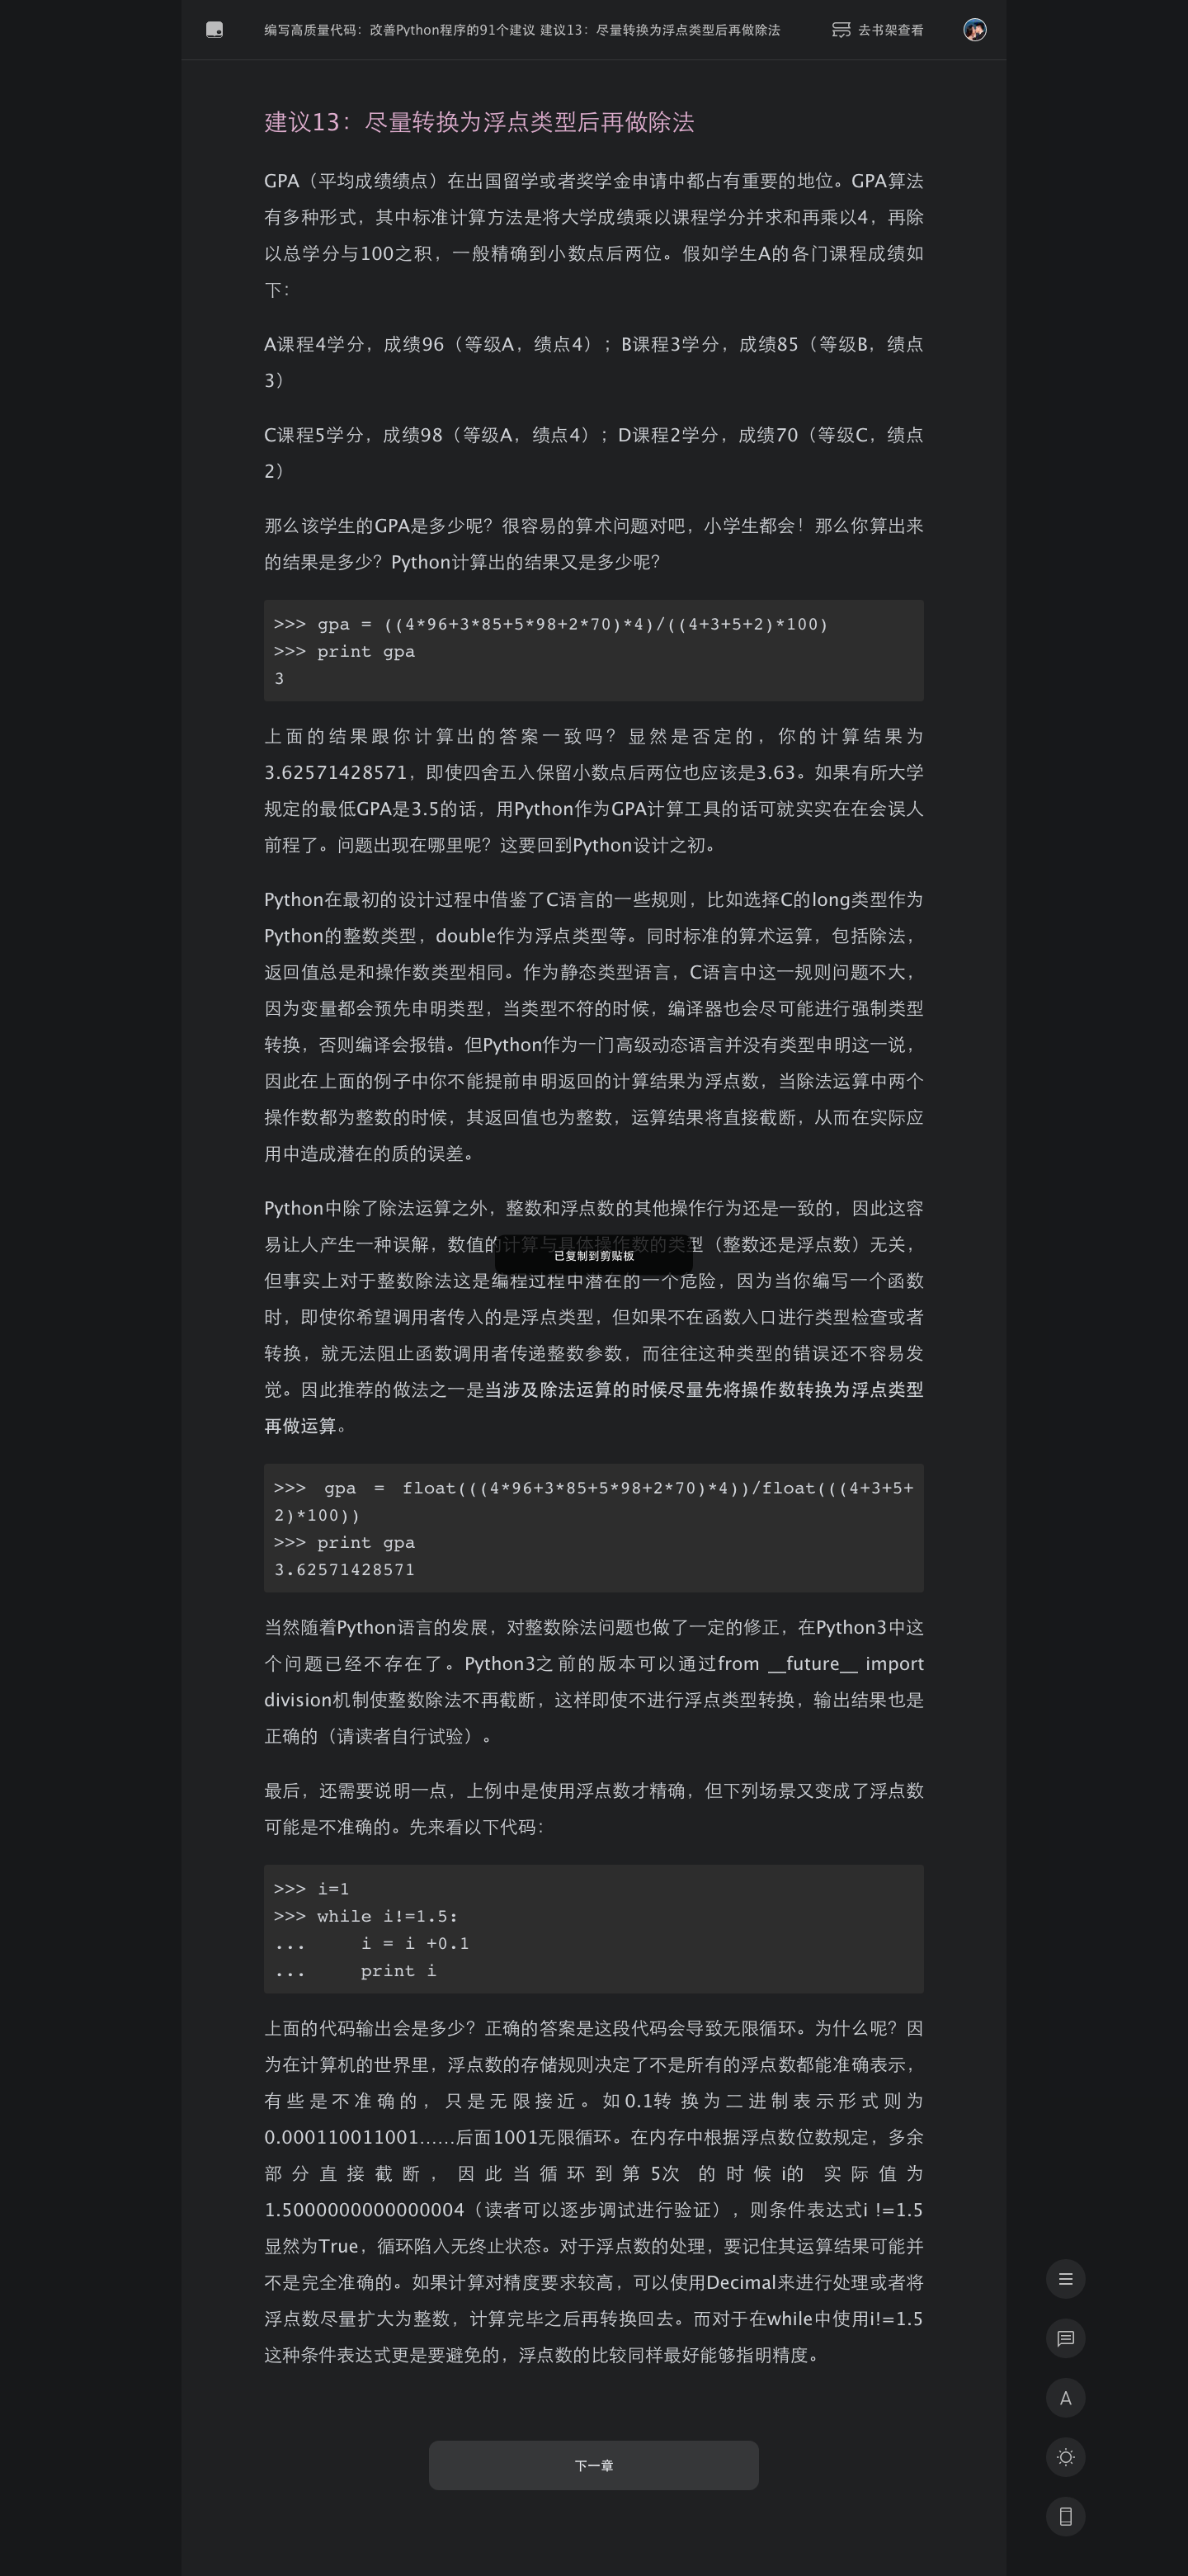 编写高质量代码：改善Python程序的91个建议 建议13：尽量转换为浮点类型后再做除法
去书架查看
建议13：尽量转换为浮点类型后再做除法
GPA（平均成绩绩点）在出国留学或者奖学金申请中都占有重要的地位。GPA算法
有多种形式，其中标准计算方法是将大学成绩乘以课程学分并求和再乘以4，再除
以总学分与100之积，一般精确到小数点后两位。假如学生A的各门课程成绩如
下：
A课程4学分，成绩96（等级A，绩点4）；B课程3学分，成绩85（等级B，绩点
3）
C课程5学分，成绩98（等级A，绩点4）；D课程2学分，成绩70（等级C，绩点
2）
那么该学生的GPA是多少呢？很容易的算术问题对吧，小学生都会！那么你算出来
的结果是多少？Python计算出的结果又是多少呢？
>>> gpa = ((4*96+3*85+5*98+2*70)*4)/((4+3+5+2)*100)
>>> print gpa
3
上面的结果跟你计算出的答案一致吗？显然是否定的，你的计算结果为
3.62571428571，即使四舍五入保留小数点后两位也应该是3.63。如果有所大学
规定的最低GPA是3.5的话，用Python作为GPA计算工具的话可就实实在在会误人
前程了。问题出现在哪里呢？这要回到Python设计之初。
Python在最初的设计过程中借鉴了C语言的一些规则，比如选择C的long类型作为
Python的整数类型，double作为浮点类型等。同时标准的算术运算，包括除法，
返回值总是和操作数类型相同。作为静态类型语言，C语言中这一规则问题不大，
因为变量都会预先申明类型，当类型不符的时候，编译器也会尽可能进行强制类型
转换，否则编译会报错。但Python作为一门高级动态语言并没有类型申明这一说，
因此在上面的例子中你不能提前申明返回的计算结果为浮点数，当除法运算中两个
操作数都为整数的时候，其返回值也为整数，运算结果将直接截断，从而在实际应
用中造成潜在的质的误差。
Python中除了除法运算之外，整数和浮点数的其他操作行为还是一致的，因此这容
易让人产生一种误解，数值的计算与具体操作数的类型（整数还是浮点数）无关，
已复制到剪贴板
但事实上对于整数除法这是编程过程中潜在的一个危险，因为当你编写一个函数
时，即使你希望调用者传入的是浮点类型，但如果不在函数入口进行类型检查或者
转换，就无法阻止函数调用者传递整数参数，而往往这种类型的错误还不容易发
觉。因此推荐的做法之一是当涉及除法运算的时候尽量先将操作数转换为浮点类型
再做运算。
>>> gpa = float(((4*96+3*85+5*98+2*70)*4))/float(((4+3+5+
2)*100))
>>> print gpa
3.62571428571
当然随着Python语言的发展，对整数除法问题也做了一定的修正，在Python3中这
个问题已经不存在了。Python3之前的版本可以通过from __future__ import
division机制使整数除法不再截断，这样即使不进行浮点类型转换，输出结果也是
正确的（请读者自行试验）。
最后，还需要说明一点，上例中是使用浮点数才精确，但下列场景又变成了浮点数
可能是不准确的。先来看以下代码：
>>> i=1
>>> while i!=1.5:
...     i = i +0.1
...     print i
上面的代码输出会是多少？正确的答案是这段代码会导致无限循环。为什么呢？因
为在计算机的世界里，浮点数的存储规则决定了不是所有的浮点数都能准确表示，
有些是不准确的，只是无限接近。如0.1转换为二进制表示形式则为
0.000110011001……后面1001无限循环。在内存中根据浮点数位数规定，多余
部分直接截断，因此当循环到第5次的时候i的实际值为
1.5000000000000004（读者可以逐步调试进行验证），则条件表达式i !=1.5
显然为True，循环陷入无终止状态。对于浮点数的处理，要记住其运算结果可能并
不是完全准确的。如果计算对精度要求较高，可以使用Decimal来进行处理或者将
浮点数尽量扩大为整数，计算完毕之后再转换回去。而对于在while中使用i!=1.5
这种条件表达式更是要避免的，浮点数的比较同样最好能够指明精度。
A
下一章